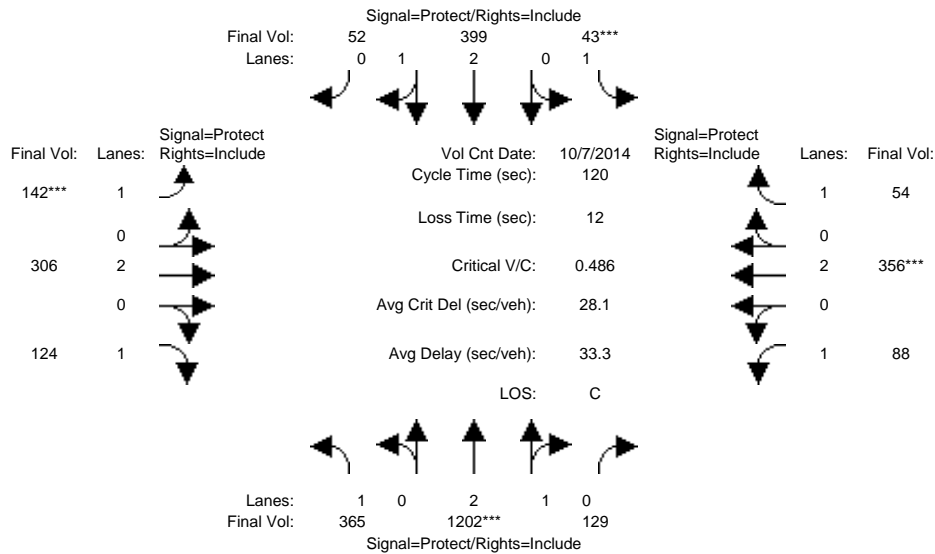 Signal=Protect/Rights=Include
Final Vol: 52 399 43***
Lanes: 0 1 2 0 1
Signal=Protect Signal=Protect
Final Vol: Lanes: Rights=Include Vol Cnt Date: 10/7/2014 Rights=Include Lanes: Final Vol:
Cycle Time (sec): 120
142*** 1 1 54
Loss Time (sec): 12
0 0
306 2 Critical V/C: 0.486 2 356***
0 Avg Crit Del (sec/veh): 28.1 0
124 1 Avg Delay (sec/veh): 33.3 1 88
LOS: C
Lanes: 1 0 2 1 0
Final Vol: 365 1202*** 129
Signal=Protect/Rights=Include